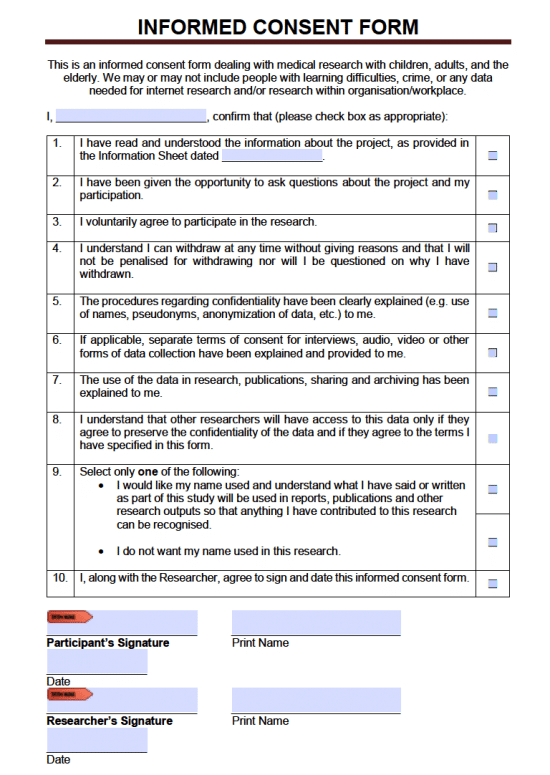 INFORMED CONSENT FORM
This is an informed consent form dealing with medical research with children, adults, and the
elderly. We may or may not include people with learning difficulties, crime, or any data
needed for internet research and/or research within organisation/workplace.
I, , confirm that (please check box as appropriate):
1. I have read and understood the information about the project, as provided in
the Information Sheet dated .
2. I have been given the opportunity to ask questions about the project and my
participation.
3. I voluntarily agree to participate in the research.
4. I understand I can withdraw at any time without giving reasons and that I will
not be penalised for withdrawing nor will I be questioned on why I have
withdrawn.
5. The procedures regarding confidentiality have been clearly explained (e.g. use
of names, pseudonyms, anonymization of data, etc.) to me.
6. If applicable, separate terms of consent for interviews, audio, video or other
forms of data collection have been explained and provided to me.
7. The use of the data in research, publications, sharing and archiving has been
explained to me.
8. I understand that other researchers will have access to this data only if they
agree to preserve the confidentiality of the data and if they agree to the terms I
have specified in this form.
9. Select only one of the following:
• I would like my name used and understand what I have said or written
as part of this study will be used in reports, publications and other
research outputs so that anything I have contributed to this research
can be recognised.
• I do not want my name used in this research.
10. I, along with the Researcher, agree to sign and date this informed consent form.
Participant's Signature Print Name
Date
Researcher's Signature Print Name
Date